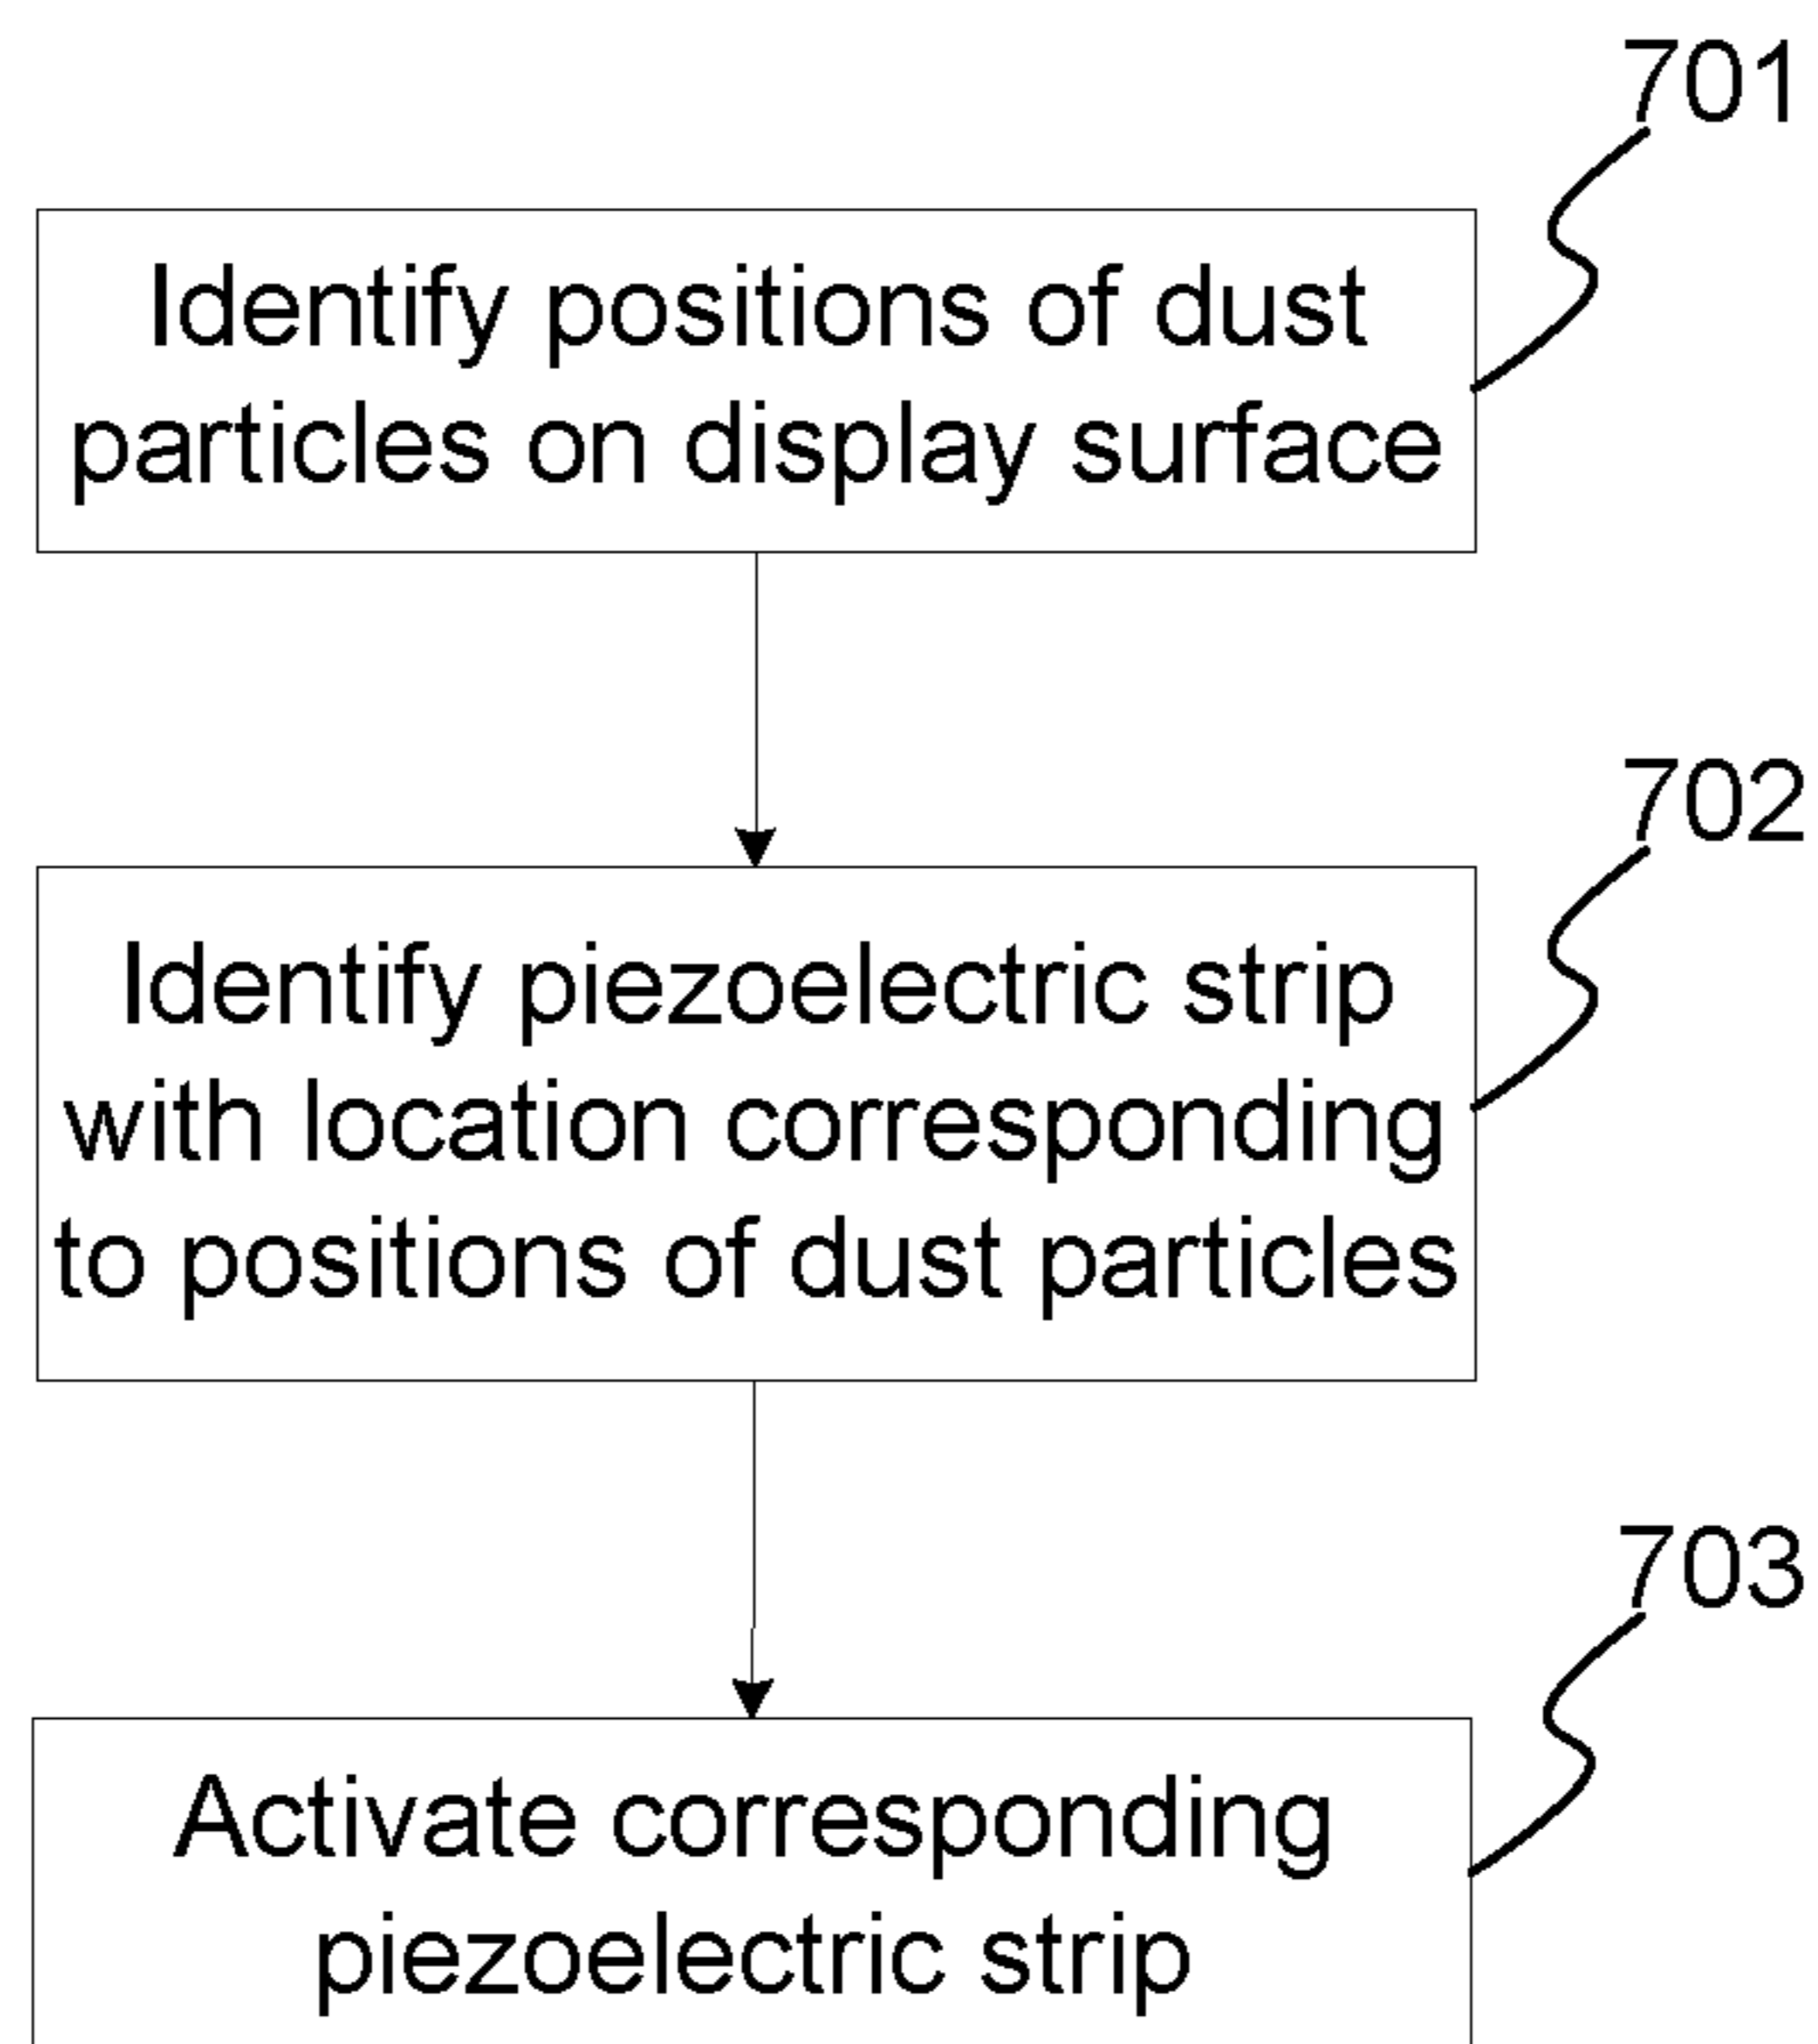 701
Identify positions of dust
particles on display surface
702
Identify piezoelectric strip
with location corresponding
to positions of dust particles
703
Activate corresponding
piezoelectric strip